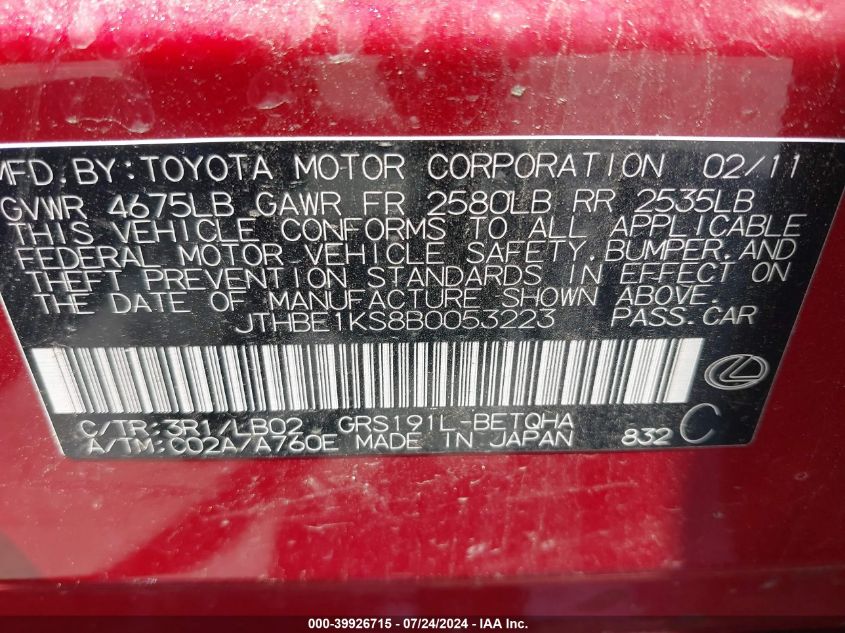 MFD. BY: TOYOTA MOTOR CORPORATION 02/11
GVWR 4675LB GAWR FR 2580LB RR 2535LB
THIS VEHICLE CONFORMS TO ALL APPLICABLE
FEDERAL MOTOR VEHICLE SAFETY, BUMPER, AND
THEFT PREVENTION STANDARDS IN EFFECT ON
THE DATE OF MANUFACTURE SHOWN ABOVE.
JTHBE1KS8B0053223 PASS. CAR
C/TR: 3R1/LB02 GRS191L-BETQHA
A/TM: C02A/A760E MADE IN JAPAN 832 C
000-39926715 - 07/24/2024 - IAA Inc.